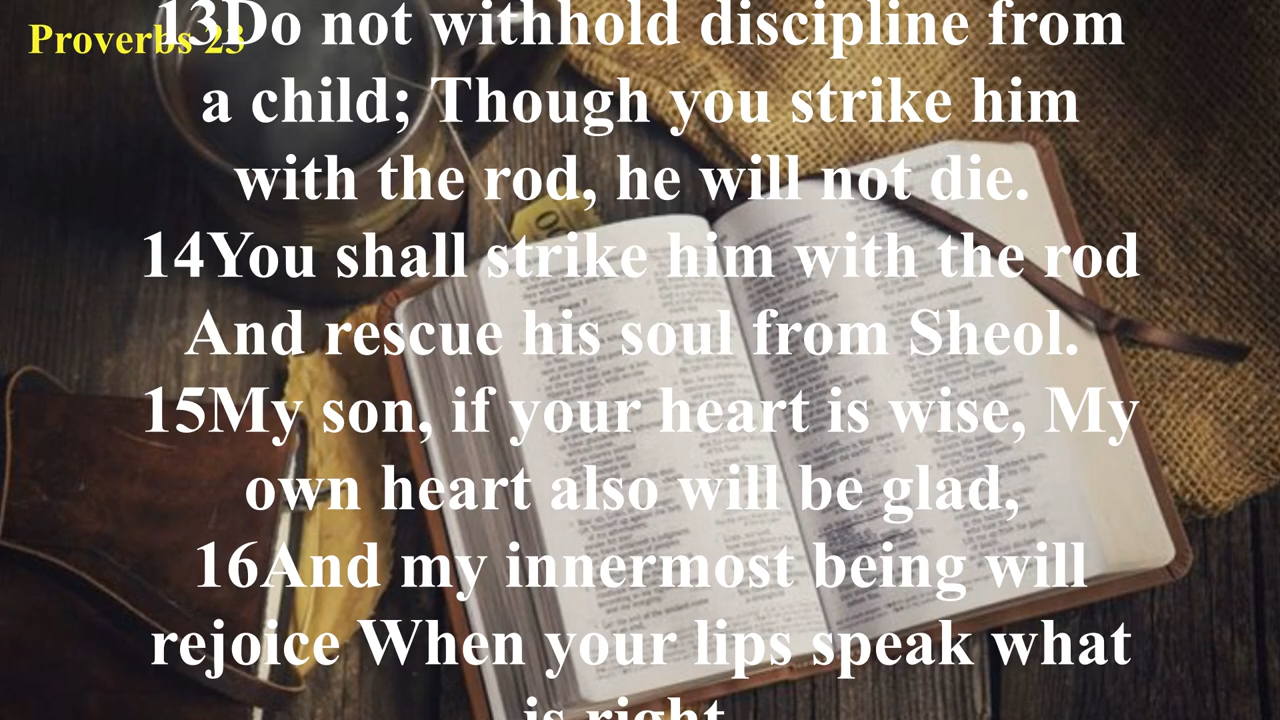 Proverbs 23
13Do not withhold discipline from
a child; Though you strike him
with the rod, he will not die.
14You shall strike him with the rod
And rescue his soul from Sheol.
15My son, if your heart is wise, My
own heart also will be glad,
16And my innermost being will
rejoice When your lips speak what
is right